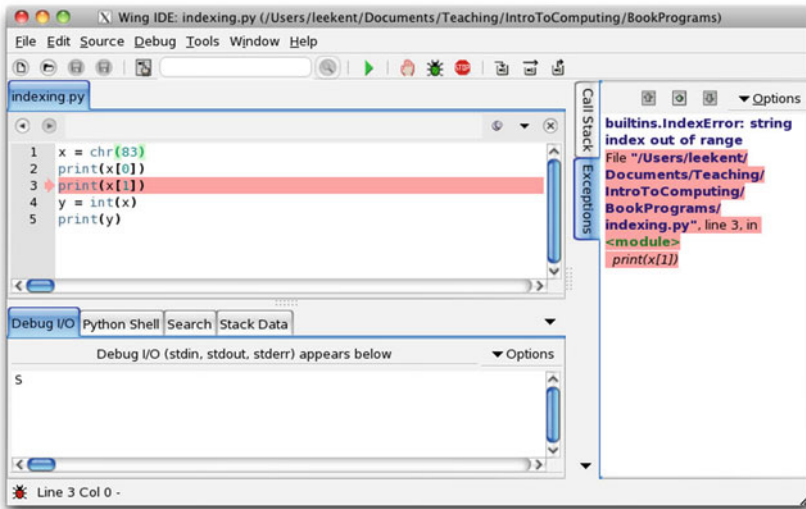 Wing IDE: indexing.py (/Users/leekent/Documents/Teaching/IntroToComputing/BookPrograms)
File Edit Source Debug Tools Window Help
STOP
indexing.py
1 x = chr(83)
2 print(x[0])
3 print(x[1])
4 y = int(x)
5 print(y)
Debug I/O Python Shell Search Stack Data
Debug I/O (stdin, stdout, stderr) appears below Options
S
Line 3 Col 0 -
Call Stack
Exceptions
Options
builtins.IndexError: string
index out of range
File "/Users/leekent/
Documents/Teaching/
IntroToComputing/
BookPrograms/
indexing.py", line 3, in
<module>
print(x[1])